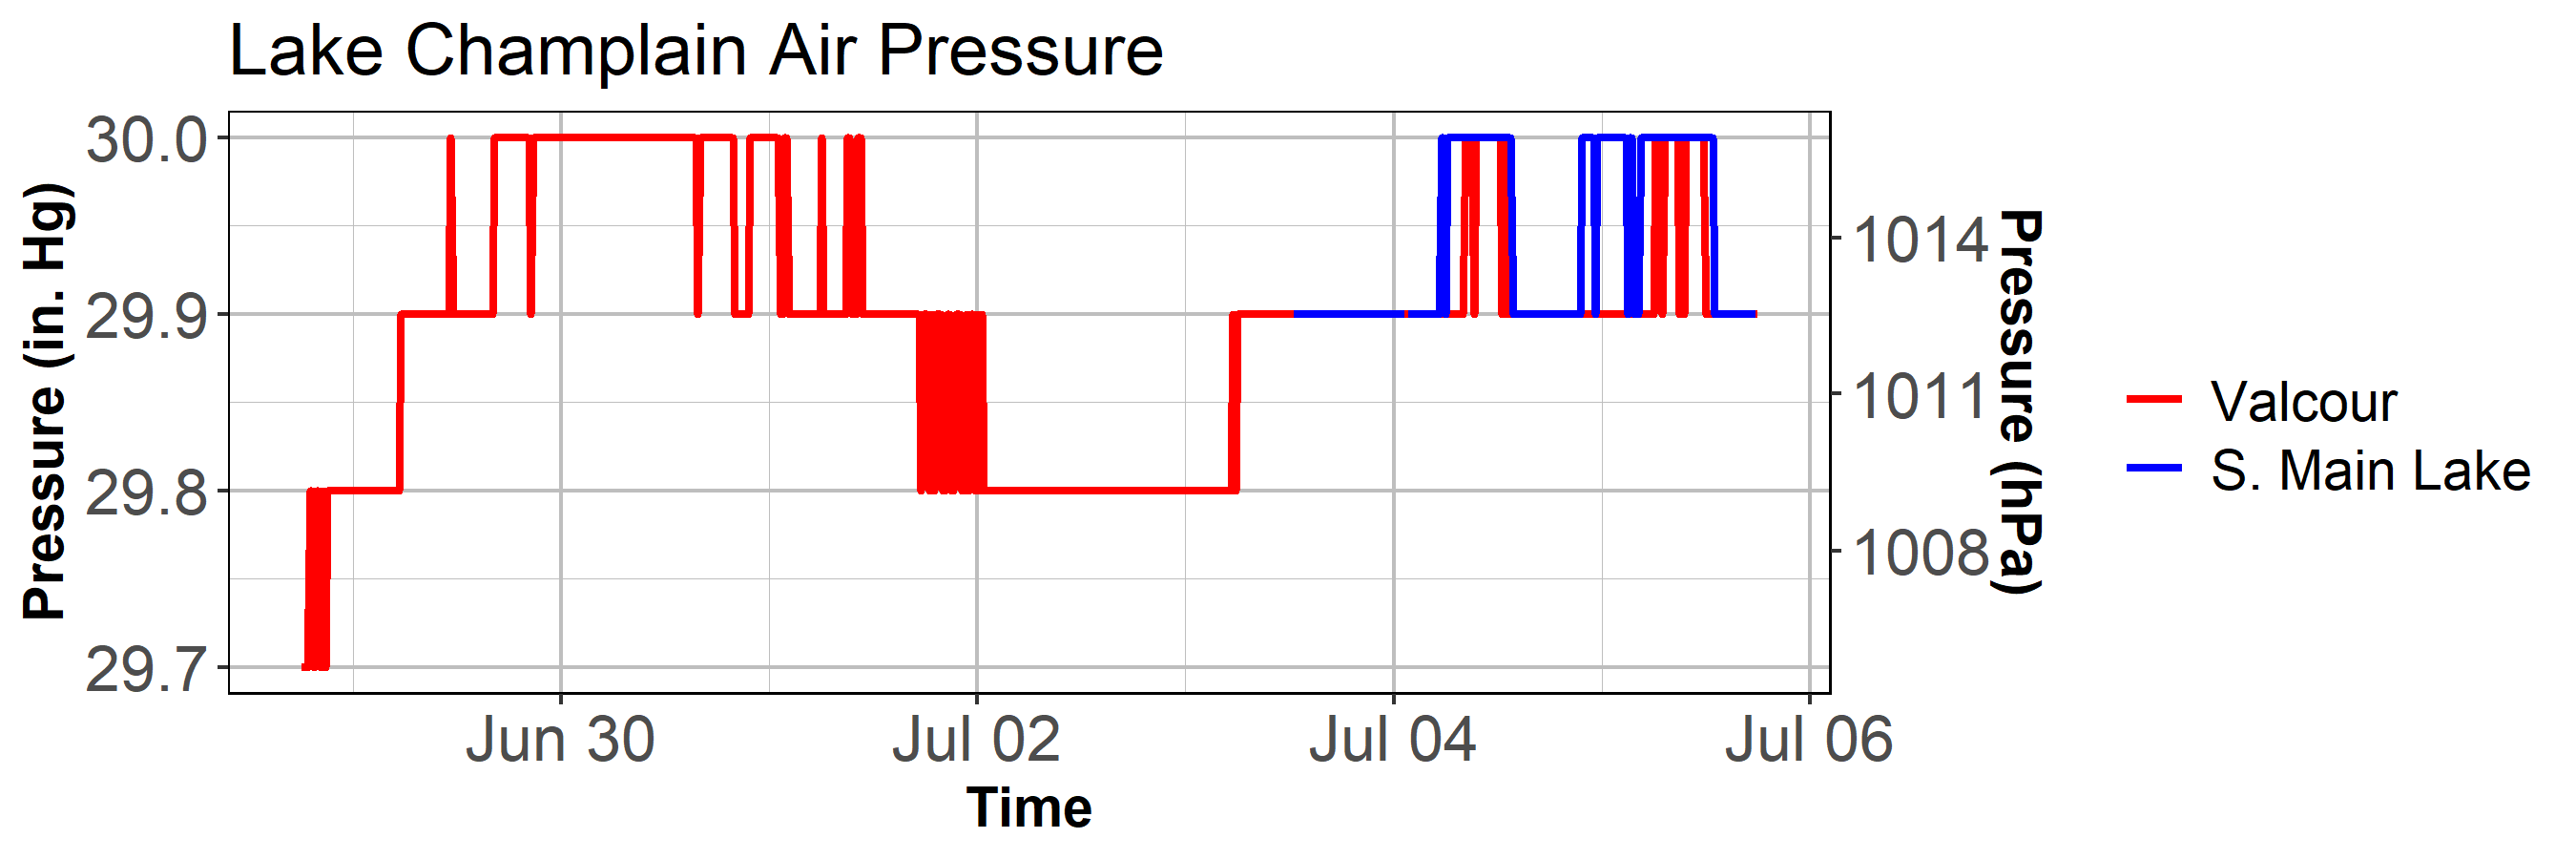 Lake Champlain Air Pressure
30.0
29.9
29.8
29.7
Pressure (in. Hg)
1014
1011
1008
Pressure (hPa)
Jun 30
Jul 02
Jul 04
Jul 06
Time
Valcour
S. Main Lake